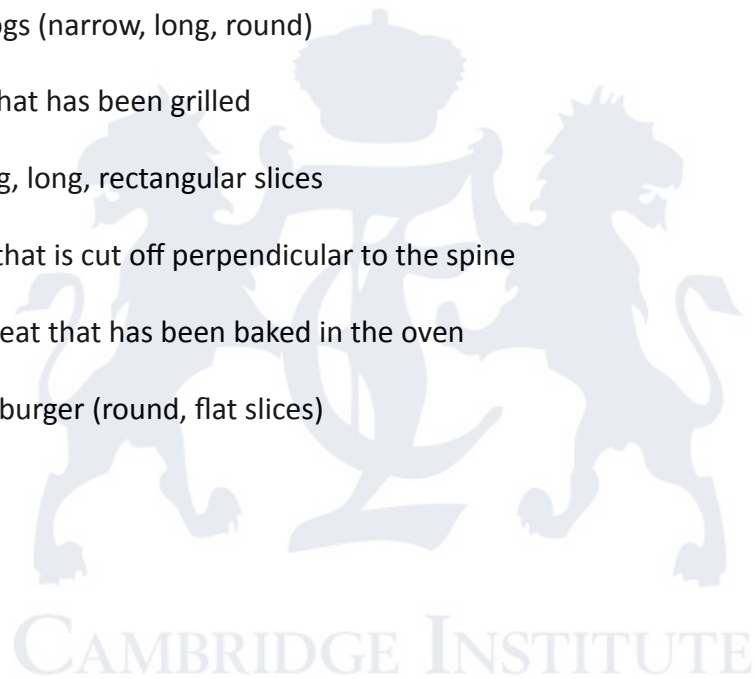 ogs (narrow, long, round)
hat has been grilled
g, long, rectangular slices
that is cut off perpendicular to the spine
eat that has been baked in the oven
burger (round, flat slices)
CAMBRIDGE INSTITUTE